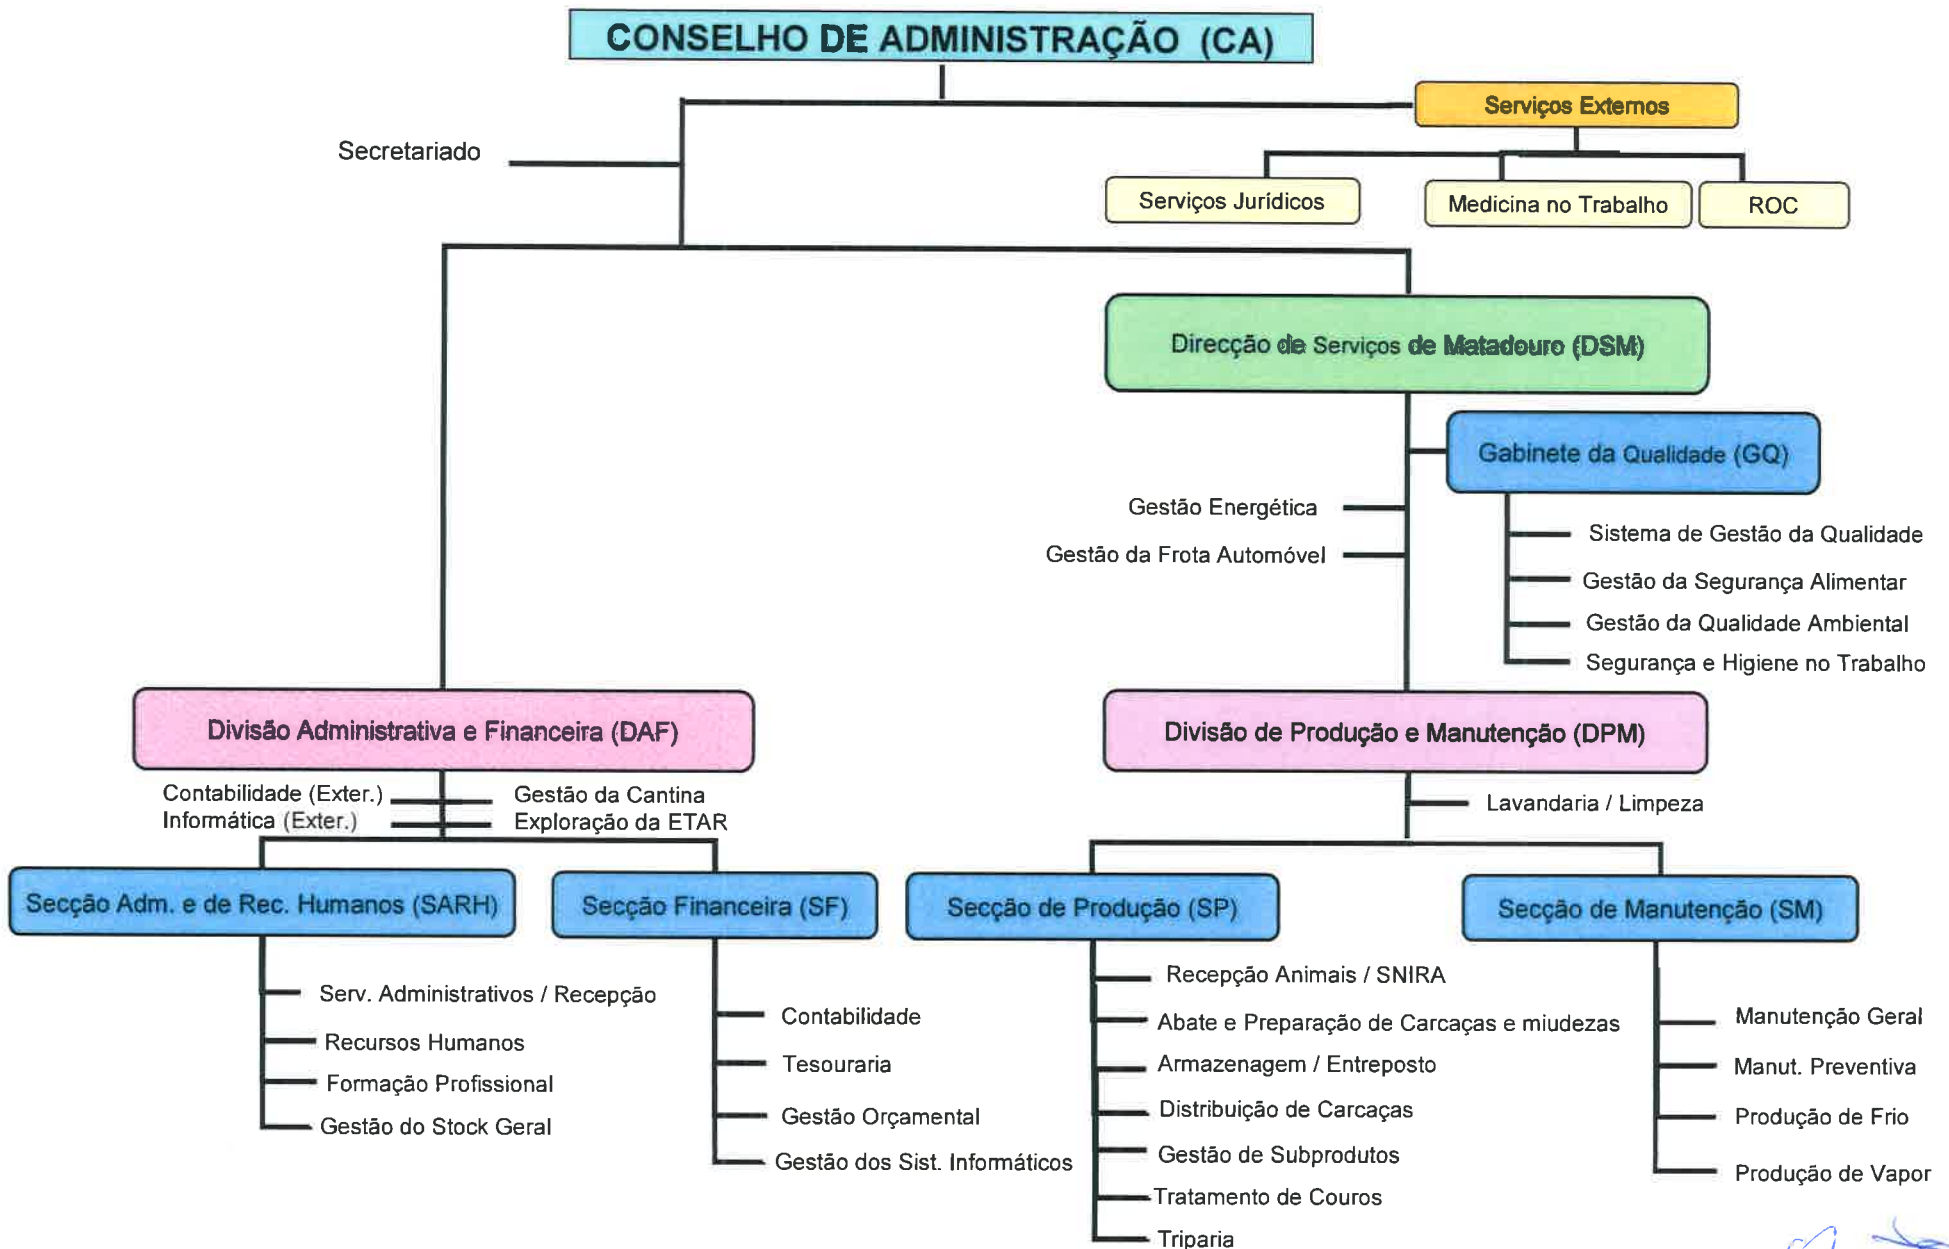 CONSELHO DE ADMINISTRAÇÃO (CA)
Serviços Externos
Secretariado
Serviços Jurídicos
Medicina no Trabalho
ROC
Direcção de Serviços de Matadouro (DSM)
Gabinete da Qualidade (GQ)
Gestão Energética
Gestão da Frota Automóvel
Sistema de Gestão da Qualidade
Gestão da Segurança Alimentar
Gestão da Qualidade Ambiental
Segurança e Higiene no Trabalho
Divisão Administrativa e Financeira (DAF)
Divisão de Produção e Manutenção (DPM)
Contabilidade (Exter.)
Informática (Exter.)
Gestão da Cantina
Exploração da ETAR
Lavandaria / Limpeza
Secção Adm. e de Rec. Humanos (SARH)
Secção Financeira (SF)
Secção de Produção (SP)
Secção de Manutenção (SM)
Serv. Administrativos / Recepção
Recursos Humanos
Formação Profissional
Gestão do Stock Geral
Contabilidade
Tesouraria
Gestão Orçamental
Gestão dos Sist. Informáticos
Recepção Animais / SNIRA
Abate e Preparação de Carcaças e miudezas
Armazenagem / Entreposto
Distribuição de Carcaças
Gestão de Subprodutos
Tratamento de Couros
Triparia
Manutenção Geral
Manut. Preventiva
Produção de Frio
Produção de Vapor